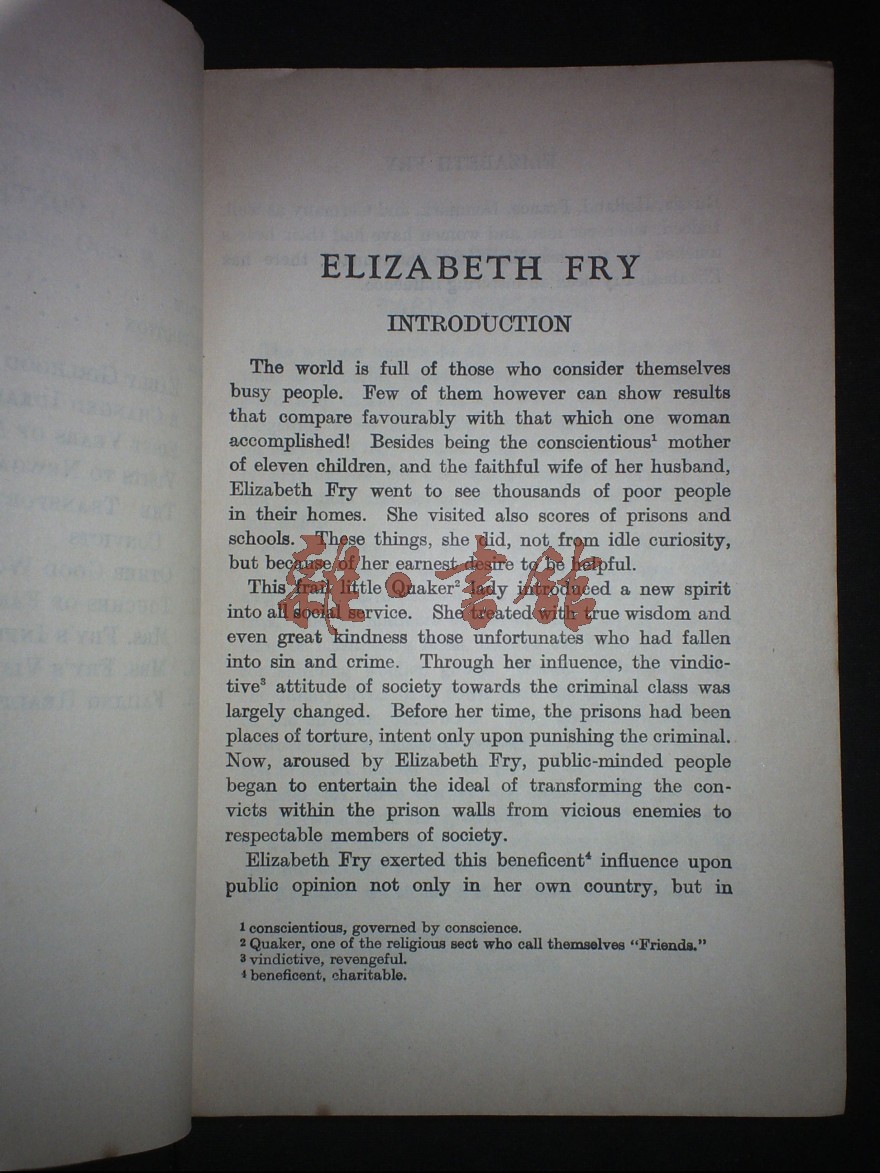 ELIZABETH FRY
INTRODUCTION
The world is full of those who consider themselves
busy people. Few of them however can show results
that compare favourably with that which one woman
accomplished! Besides being the conscientious¹ mother
of eleven children, and the faithful wife of her husband,
Elizabeth Fry went to see thousands of poor people
in their homes. She visited also scores of prisons and
schools. These things, she did, not from idle curiosity,
but because of her earnest desire to be helpful.
This frail little Quaker² lady introduced a new spirit
into all social service. She treated with true wisdom and
even great kindness those unfortunates who had fallen
into sin and crime. Through her influence, the vindic-
tive³ attitude of society towards the criminal class was
largely changed. Before her time, the prisons had been
places of torture, intent only upon punishing the criminal.
Now, aroused by Elizabeth Fry, public-minded people
began to entertain the ideal of transforming the con-
victs within the prison walls from vicious enemies to
respectable members of society.
Elizabeth Fry exerted this beneficent⁴ influence upon
public opinion not only in her own country, but in
¹ conscientious, governed by conscience.
² Quaker, one of the religious sect who call themselves “Friends.”
³ vindictive, revengeful.
⁴ beneficent, charitable.
雜·書館